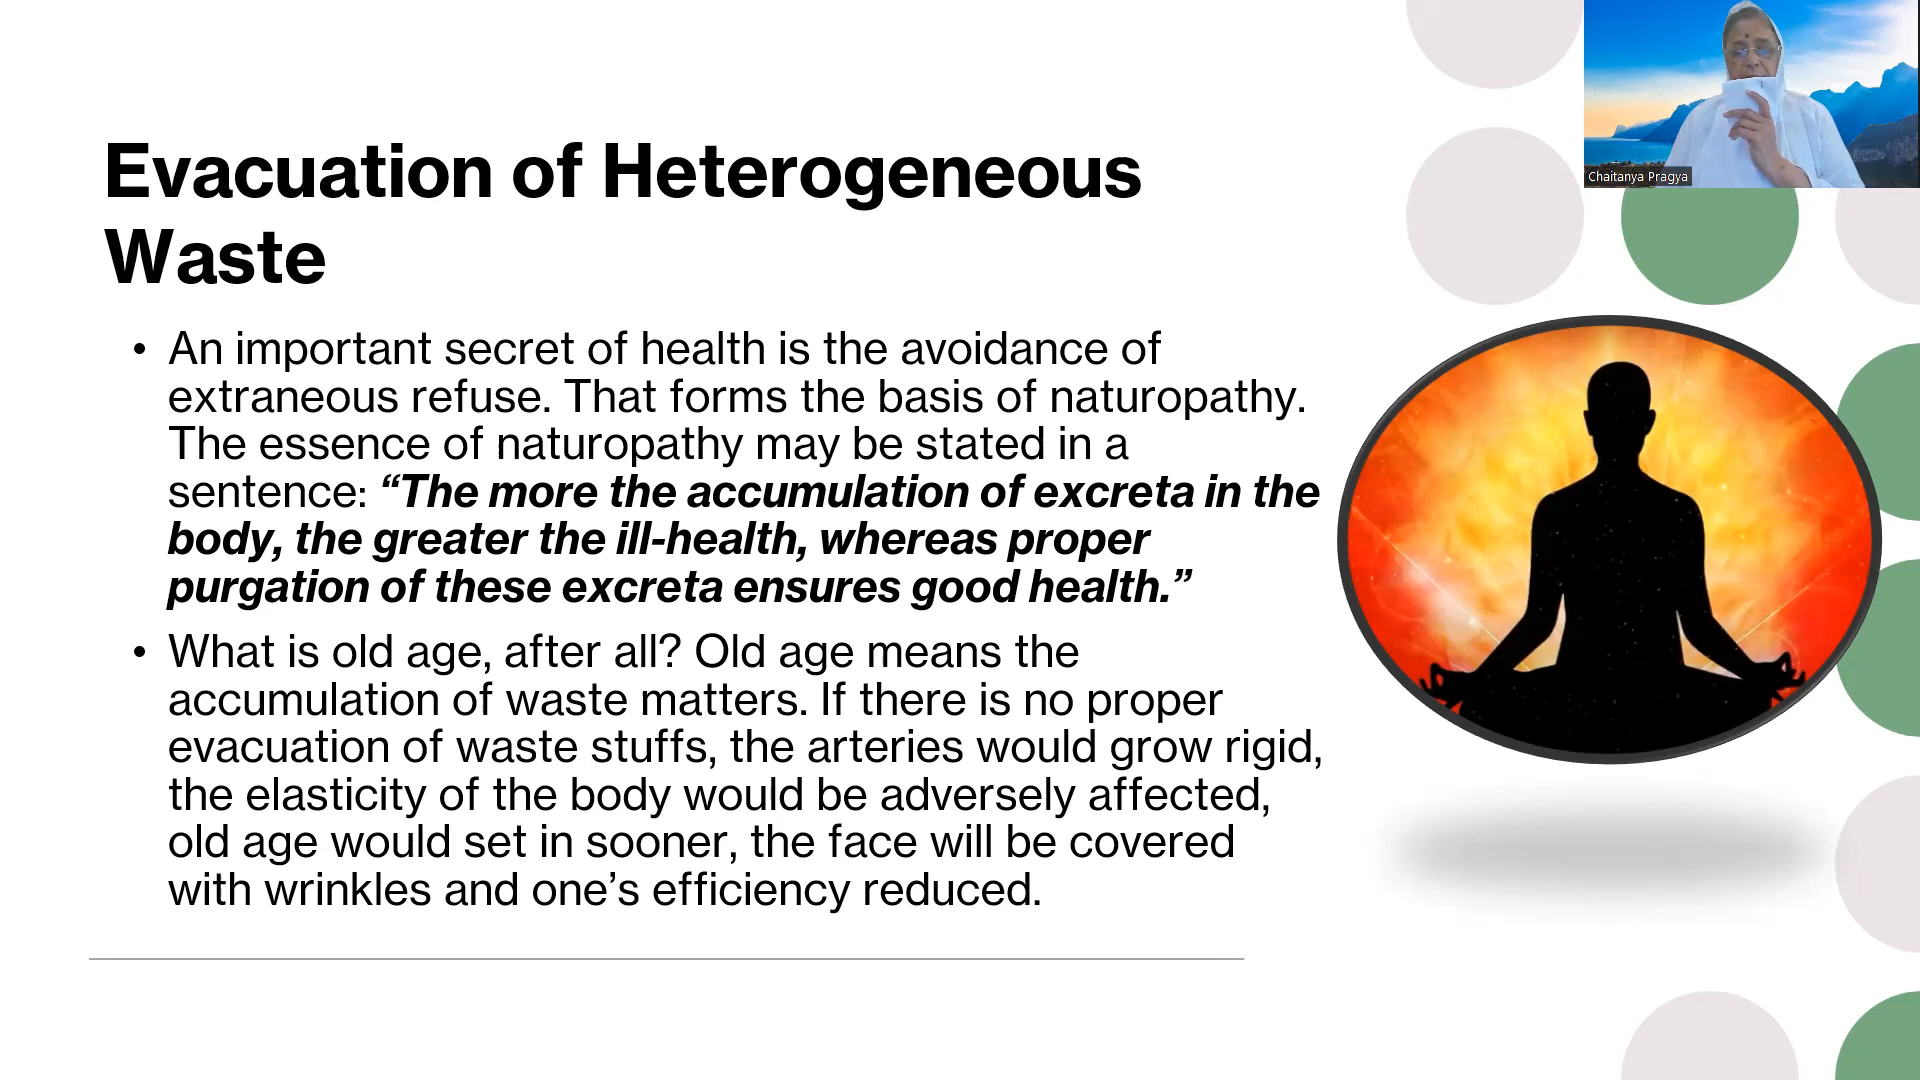 Evacuation of Heterogeneous
Waste
• An important secret of health is the avoidance of
extraneous refuse. That forms the basis of naturopathy.
The essence of naturopathy may be stated in a
sentence: “The more the accumulation of excreta in the
body, the greater the ill-health, whereas proper
purgation of these excreta ensures good health.”
• What is old age, after all? Old age means the
accumulation of waste matters. If there is no proper
evacuation of waste stuffs, the arteries would grow rigid,
the elasticity of the body would be adversely affected,
old age would set in sooner, the face will be covered
with wrinkles and one’s efficiency reduced.
Chaitanya Pragya